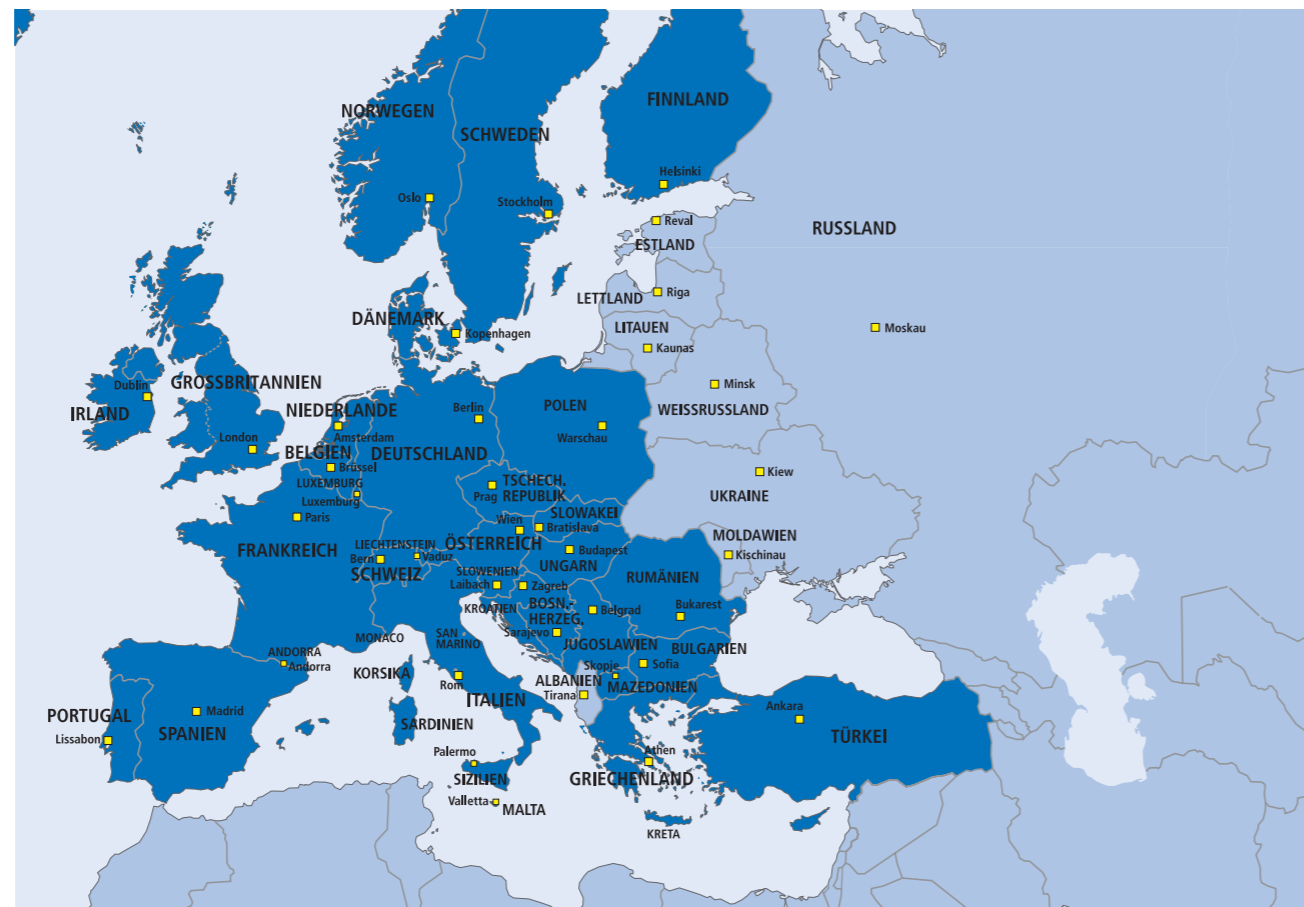 FINNLAND
NORWEGEN
SCHWEDEN
Helsinki
Oslo
Stockholm
Reval
RUSSLAND
ESTLAND
Riga
LETTLAND
DÄNEMARK
LITAUEN
Moskau
Kopenhagen
Kaunas
Minsk
GROSSBRITANNIEN
Dublin
POLEN
WEISSRUSSLAND
NIEDERLANDE
Berlin
IRLAND
Amsterdam
Warschau
London
BELGIEN
DEUTSCHLAND
Brüssel
Kiew
LUXEMBURG
TSCHECH.
REPUBLIK
Prag
UKRAINE
Luxemburg
SLOWAKEI
Paris
Wien
Bratislava
MOLDAWIEN
LIECHTENSTEIN
ÖSTERREICH
FRANKREICH
Budapest
Kischinau
Bern
Vaduz
UNGARN
SCHWEIZ
SLOWENIEN
RUMÄNIEN
Laibach
Zagreb
KROATIEN
BOSN.-
HERZEG.
Belgrad
Bukarest
MONACO
SAN
MARINO
Sarajevo
JUGOSLAWIEN
BULGARIEN
ANDORRA
Andorra
Skopje
Sofia
KORSIKA
ALBANIEN
Rom
MAZEDONIEN
Tirana
ITALIEN
PORTUGAL
Madrid
Ankara
SARDINIEN
Lissabon
SPANIEN
TÜRKEI
Palermo
Athen
SIZILIEN
GRIECHENLAND
Valletta
MALTA
KRETA